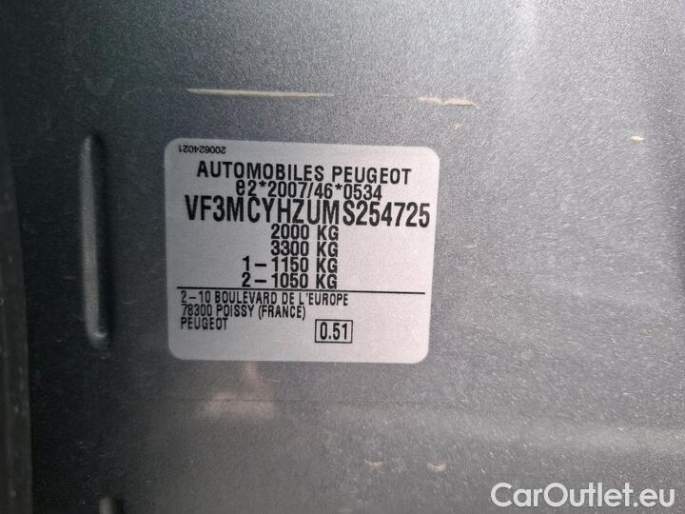 200624021
AUTOMOBILES PEUGEOT
e2*2007/46*0534
VF3MCYHZUMS254725
2000 KG
3300 KG
1-1150 KG
2-1050 KG
2-10 BOULEVARD DE L'EUROPE
78300 POISSY (FRANCE)
PEUGEOT
0.51
CarOutlet.eu